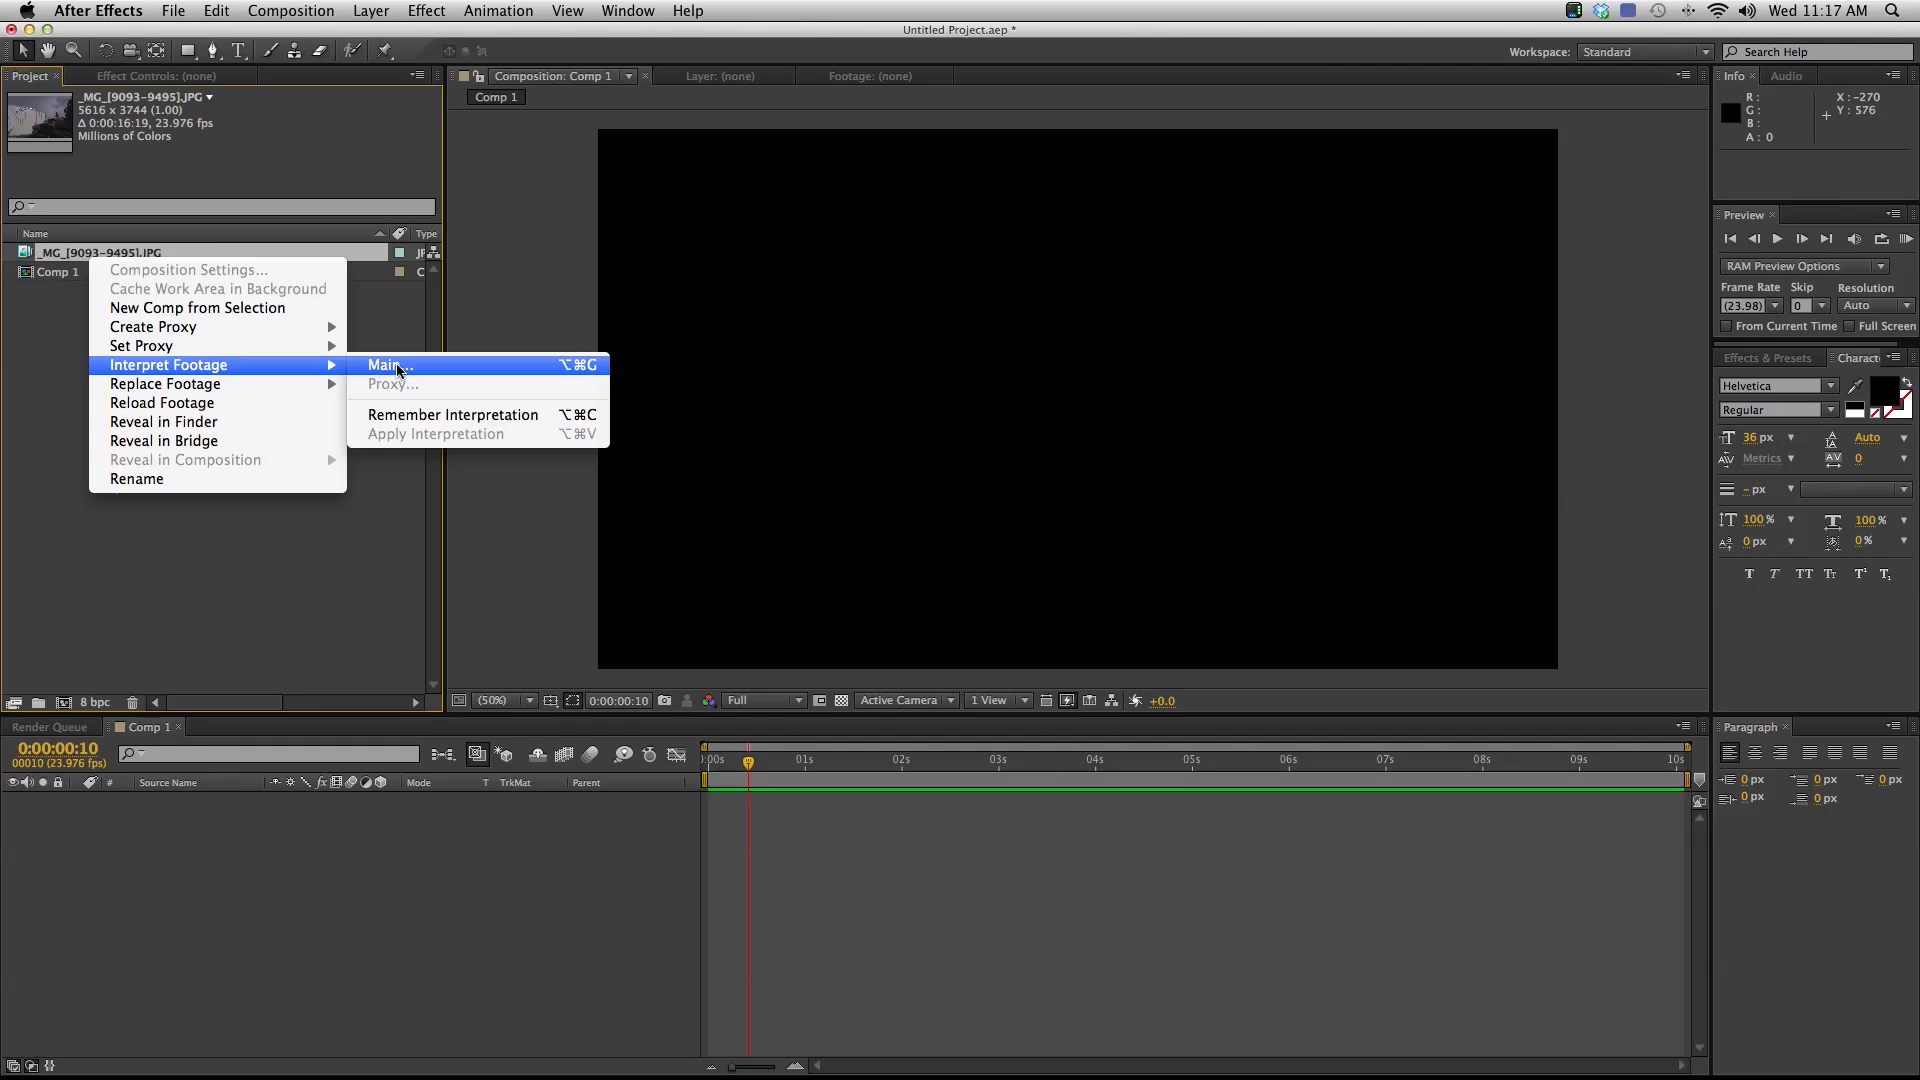 After Effects File Edit Composition Layer Effect Animation View Window Help Wed 11:17 AM
Untitled Project.aep *
Workspace: Standard Search Help
Project Effect Controls: (none)
_MG_[9093-9495].JPG
5616 x 3744 (1.00)
Δ 0:00:16:19, 23.976 fps
Millions of Colors
Name Type
_MG_[9093-9495].JPG
Comp 1
Composition Settings...
Cache Work Area in Background
New Comp from Selection
Create Proxy
Set Proxy
Interpret Footage
Replace Footage
Reload Footage
Reveal in Finder
Reveal in Bridge
Reveal in Composition
Rename
Main... ⌥⌘G
Proxy...
Remember Interpretation ⌥⌘C
Apply Interpretation ⌥⌘V
8 bpc
Composition: Comp 1 Layer: (none) Footage: (none)
Comp 1
(50%) 0:00:00:10 Full Active Camera 1 View +0.0
Info Audio
R: X: -270
G: Y: 576
B:
A: 0
Preview
RAM Preview Options
Frame Rate Skip Resolution
(23.98) 0 Auto
From Current Time Full Screen
Effects & Presets Charact
Helvetica
Regular
36 px Auto
Metrics 0
- px
100 % 100 %
0 px 0 %
T T TT Tr T¹ T₁
Render Queue Comp 1
0:00:00:10
00010 (23.976 fps)
# Source Name Mode T TrkMat Parent
:00s 01s 02s 03s 04s 05s 06s 07s 08s 09s 10s
Paragraph
0 px 0 px 0 px
0 px 0 px